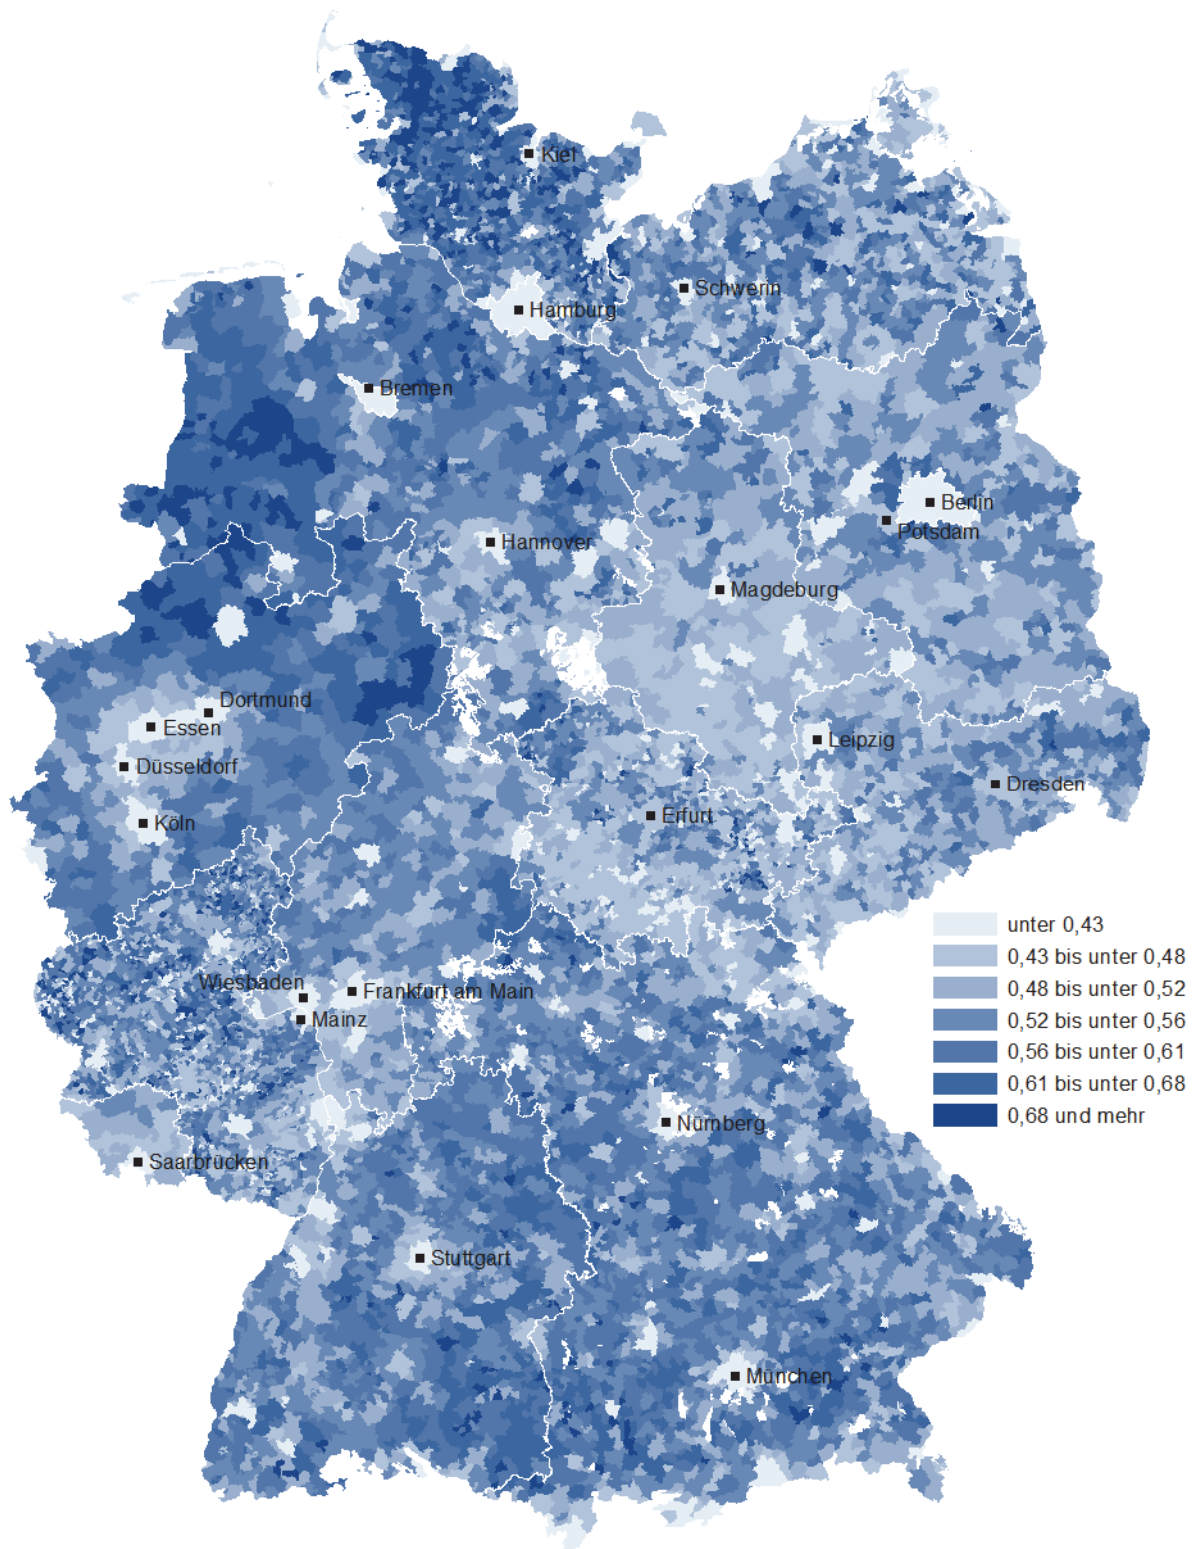 Kiel
Schwerin
Hamburg
Bremen
Berlin
Potsdam
Hannover
Magdeburg
Dortmund
Essen
Düsseldorf
Leipzig
Dresden
Köln
Erfurt
unter 0,43
0,43 bis unter 0,48
0,48 bis unter 0,52
0,52 bis unter 0,56
0,56 bis unter 0,61
0,61 bis unter 0,68
0,68 und mehr
Wiesbaden
Frankfurt am Main
Mainz
Nürnberg
Saarbrücken
Stuttgart
München